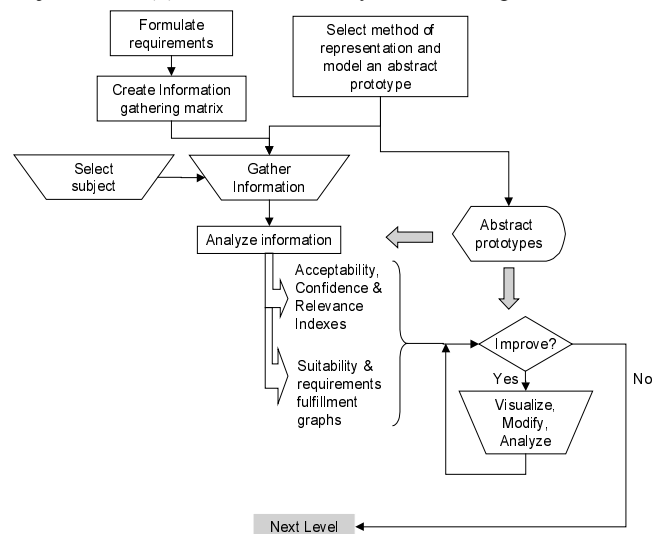 Formulate
requirements
Select method of
representation and
model an abstract
prototype
Create Information
gathering matrix
Select
subject
Gather
Information
Abstract
prototypes
Analyze information
Acceptability,
Confidence &
Relevance
Indexes
Improve?
Yes
No
Suitability &
requirements
fulfillment
graphs
Visualize,
Modify,
Analyze
Next Level